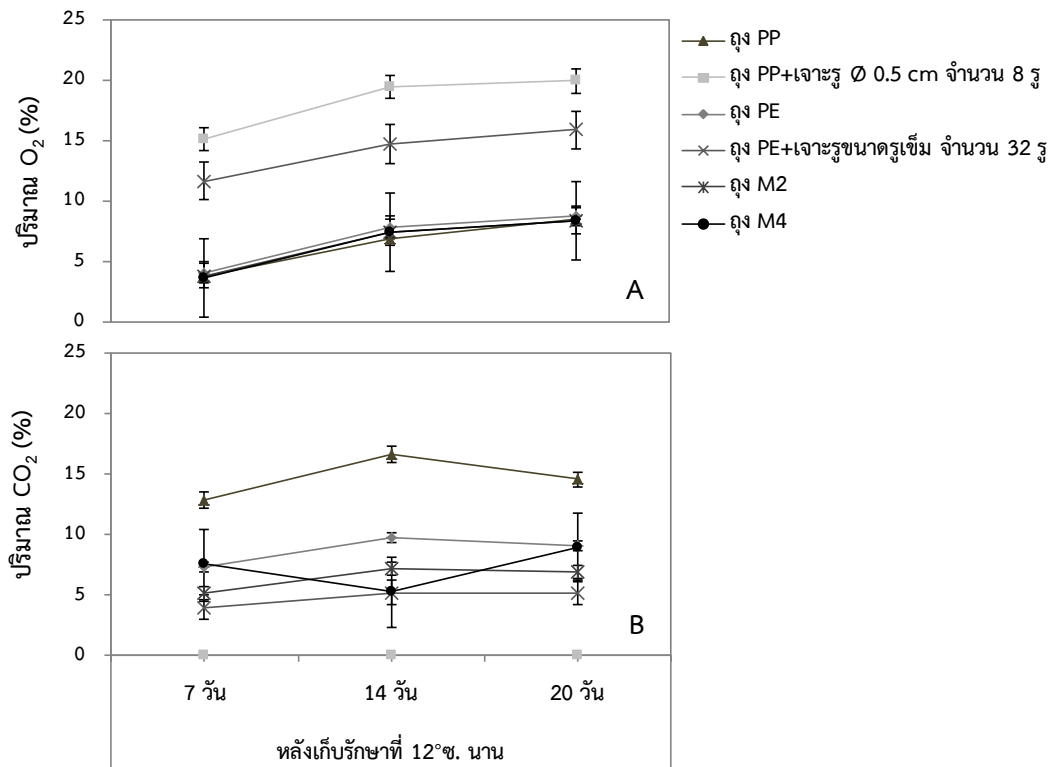 ปริมาณ O2 (%)
25
20
15
10
5
0
A
ถุง PP
ถุง PP+เจาะรู Ø 0.5 cm จำนวน 8 รู
ถุง PE
ถุง PE+เจาะรูขนาดรูเข็ม จำนวน 32 รู
ถุง M2
ถุง M4
ปริมาณ CO2 (%)
25
20
15
10
5
0
B
7 วัน 14 วัน 20 วัน
หลังเก็บรักษาที่ 12°ซ. นาน